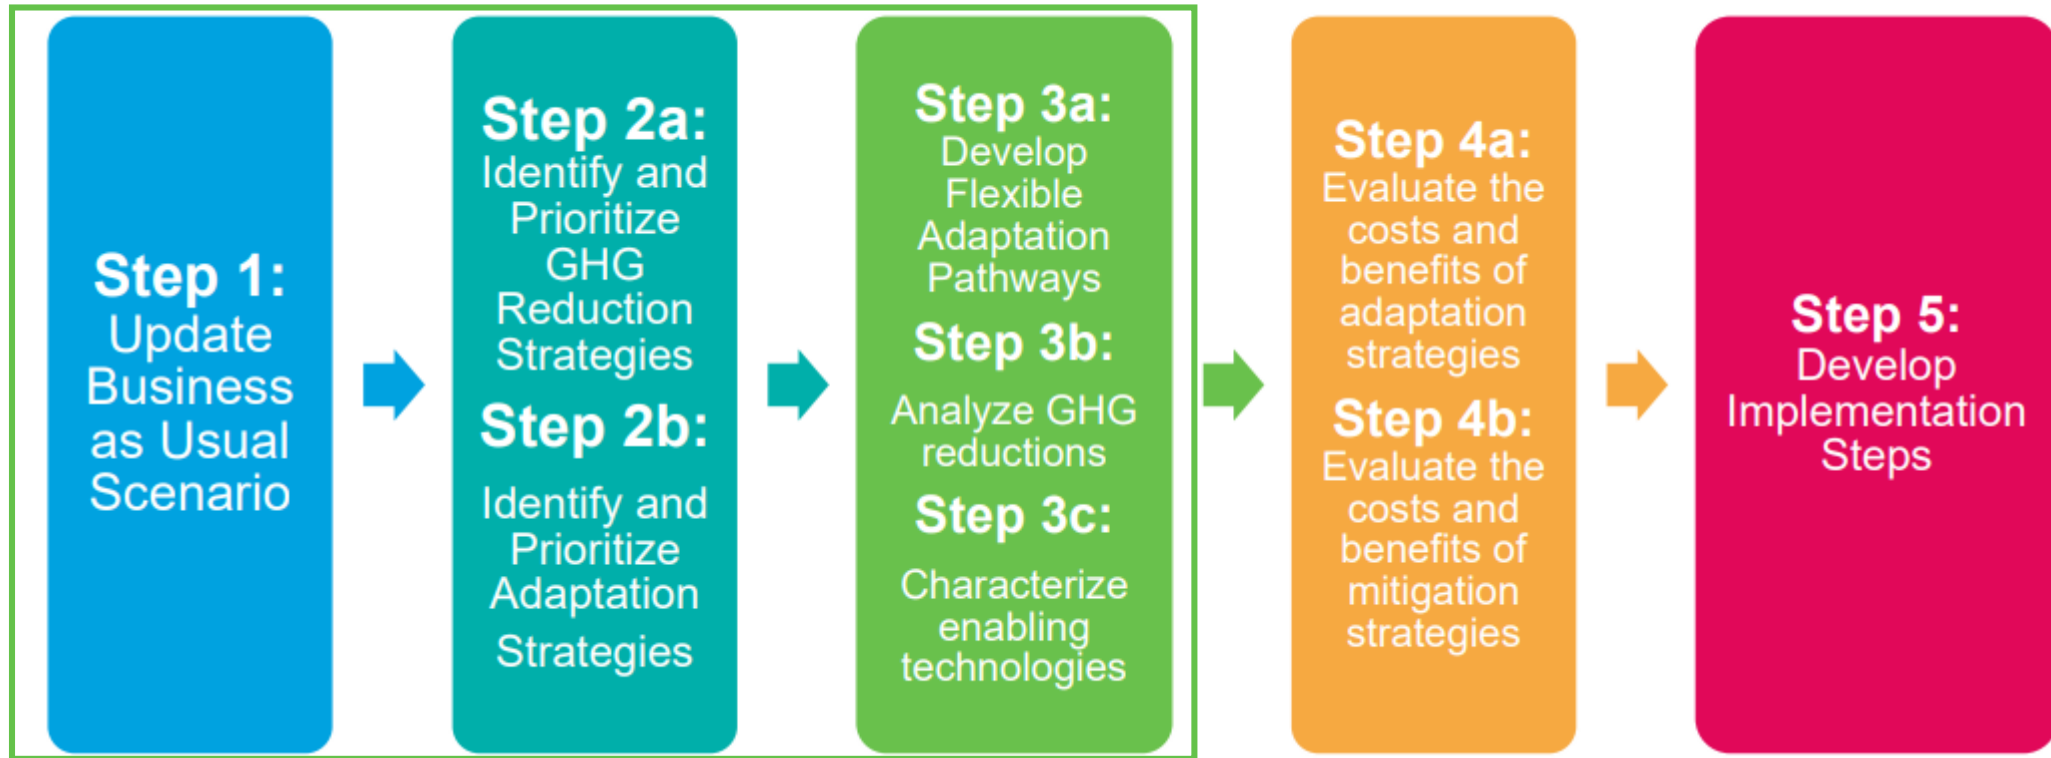 Step 1:
Update
Business
as Usual
Scenario
Step 2a:
Identify and
Prioritize
GHG
Reduction
Strategies
Step 2b:
Identify and
Prioritize
Adaptation
Strategies
Step 3a:
Develop
Flexible
Adaptation
Pathways
Step 3b:
Analyze GHG
reductions
Step 3c:
Characterize
enabling
technologies
Step 4a:
Evaluate the
costs and
benefits of
adaptation
strategies
Step 4b:
Evaluate the
costs and
benefits of
mitigation
strategies
Step 5:
Develop
Implementation
Steps